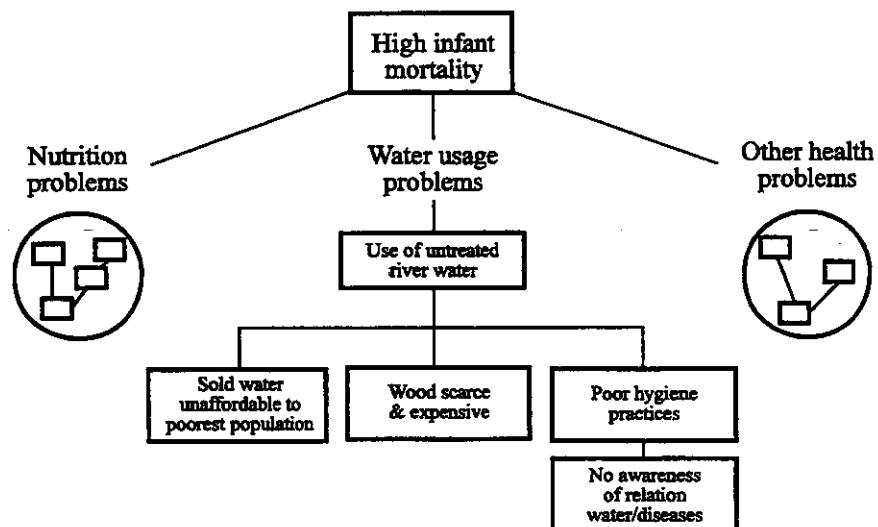 High infant
mortality
Nutrition
problems
Water usage
problems
Other health
problems
Use of untreated
river water
Sold water
unaffordable to
poorest population
Wood scarce
& expensive
Poor hygiene
practices
No awareness
of relation
water/diseases